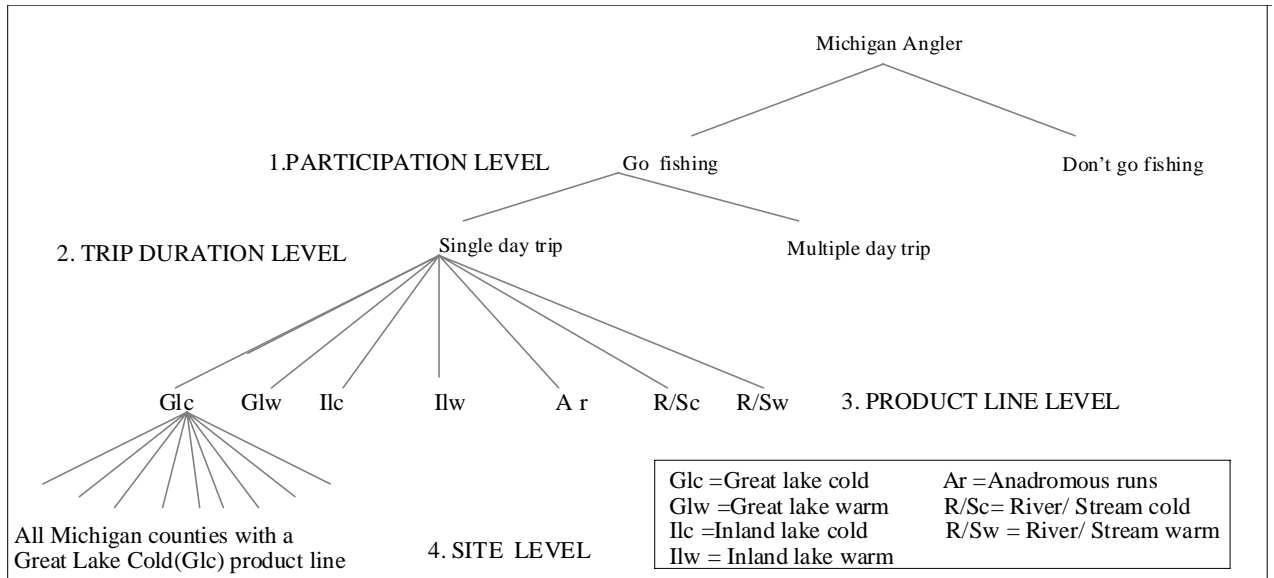 Michigan Angler
1.PARTICIPATION LEVEL
Go fishing
Don't go fishing
2. TRIP DURATION LEVEL
Single day trip
Multiple day trip
Glc
Glw
Ilc
Ilw
A r
R/Sc
R/Sw
3. PRODUCT LINE LEVEL
All Michigan counties with a
Great Lake Cold(Glc) product line
4. SITE LEVEL
Glc =Great lake cold
Glw =Great lake warm
Ilc =Inland lake cold
Ilw = Inland lake warm
Ar =Anadromous runs
R/Sc= River/ Stream cold
R/Sw = River/ Stream warm